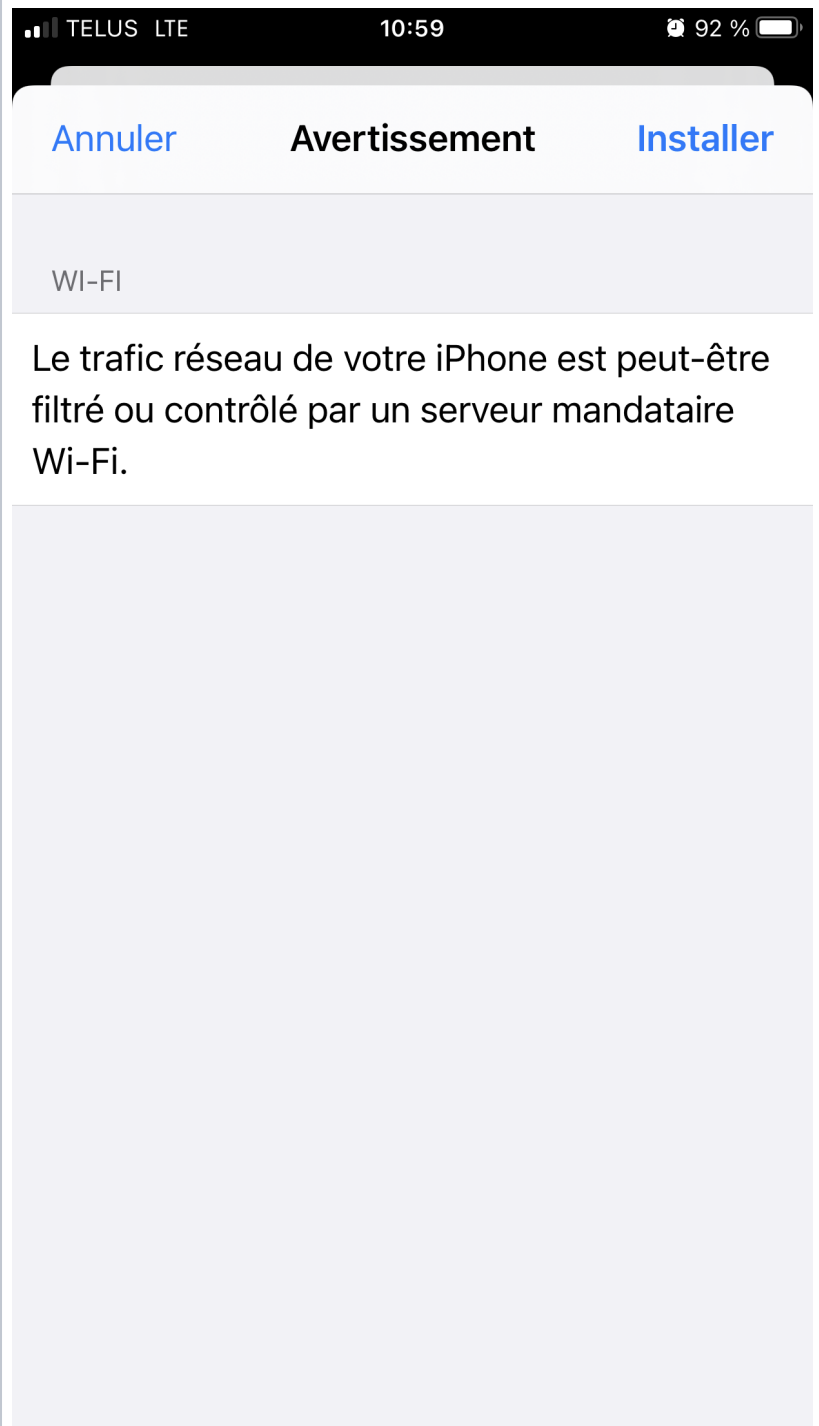 TELUS LTE 10:59 92 %
Annuler Avertissement Installer
WI-FI
Le trafic réseau de votre iPhone est peut-être
filtré ou contrôlé par un serveur mandataire
Wi-Fi.